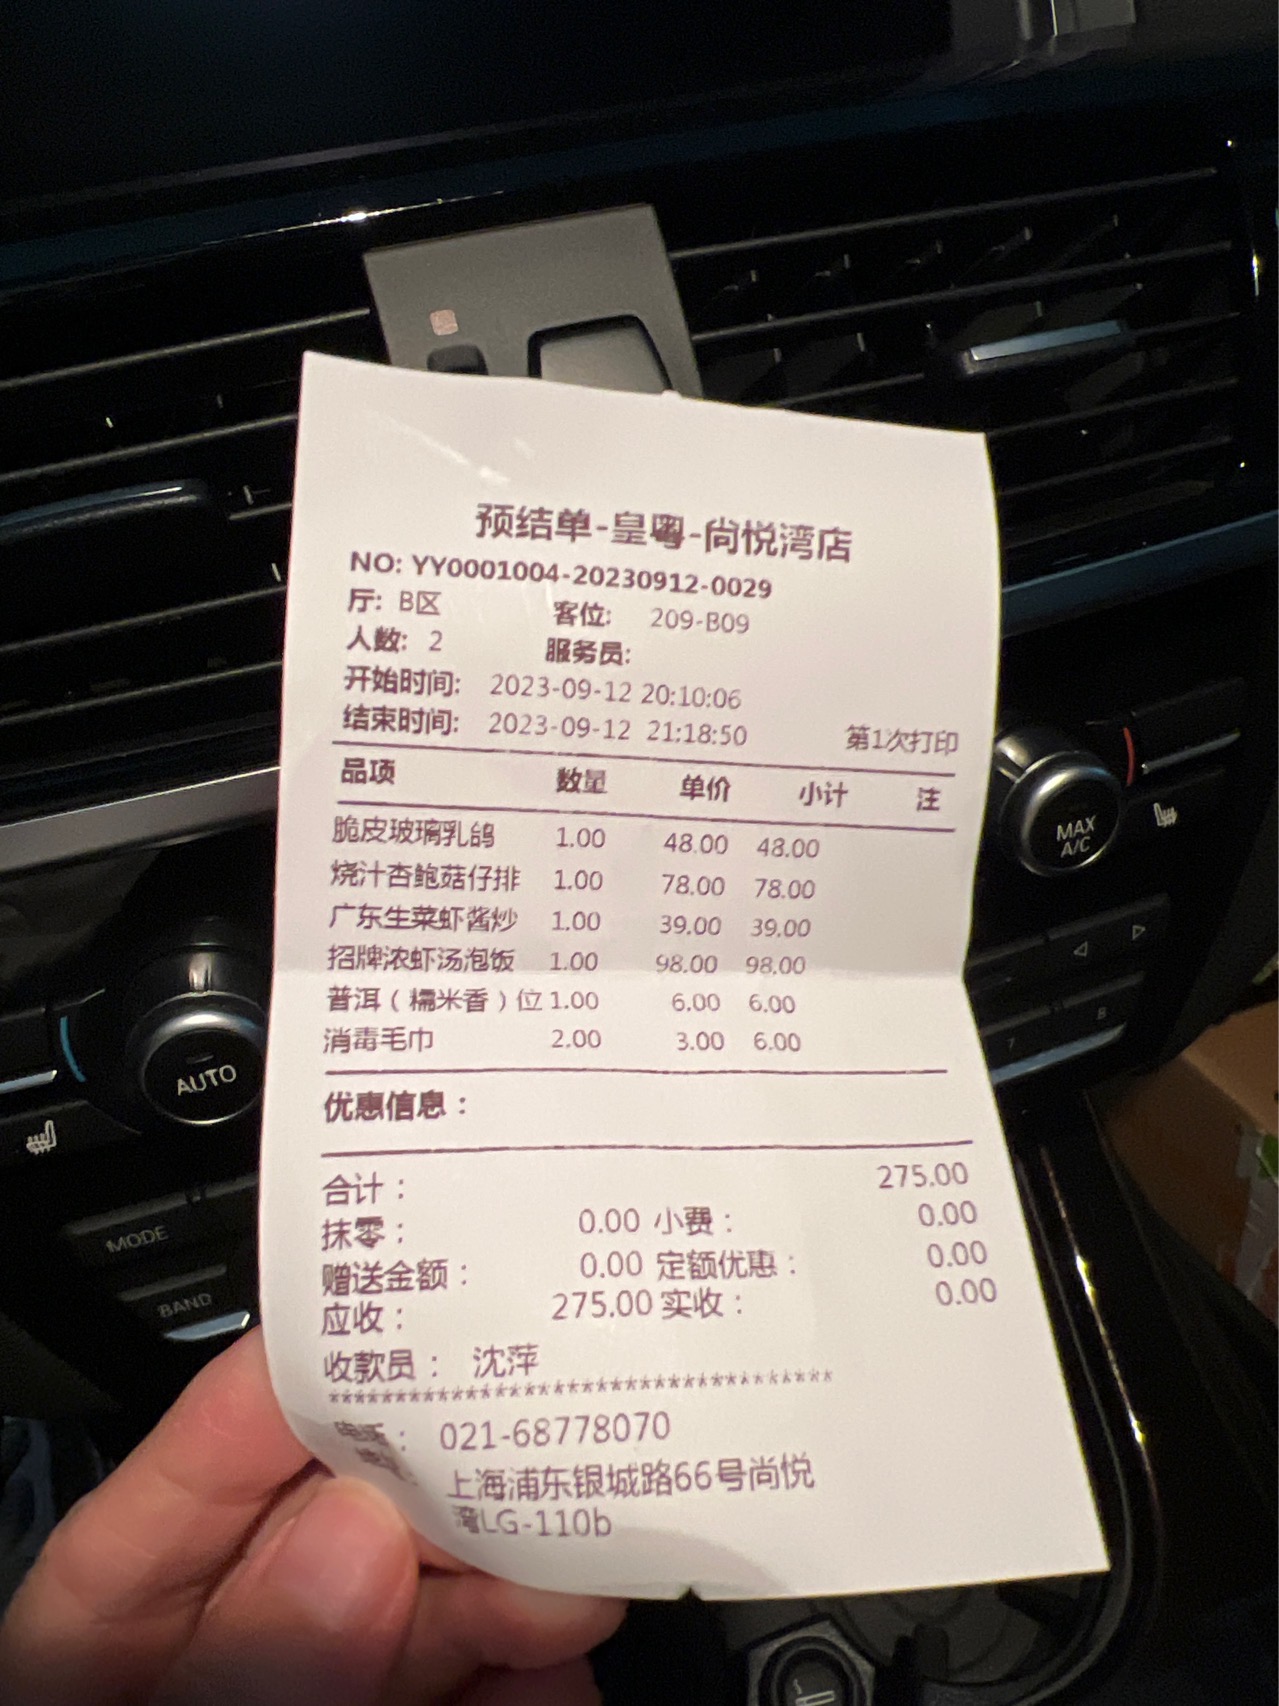 预结单-皇粤-尚悦湾店
NO: YY0001004-20230912-0029
厅: B区 客位: 209-B09
人数: 2 服务员:
开始时间: 2023-09-12 20:10:06
结束时间: 2023-09-12 21:18:50 第1次打印
品项 数量 单价 小计 注
脆皮玻璃乳鸽 1.00 48.00 48.00
烧汁杏鲍菇仔排 1.00 78.00 78.00
广东生菜虾酱炒 1.00 39.00 39.00
招牌浓虾汤泡饭 1.00 98.00 98.00
普洱（糯米香）位 1.00 6.00 6.00
消毒毛巾 2.00 3.00 6.00
优惠信息：
合计： 275.00
抹零： 0.00 小费： 0.00
赠送金额： 0.00 定额优惠： 0.00
应收： 275.00 实收： 0.00
收款员： 沈萍
***************************************
电话： 021-68778070
地址： 上海浦东银城路66号尚悦
湾LG-110b
MAX
A/C
AUTO
MODE
BAND
7
8